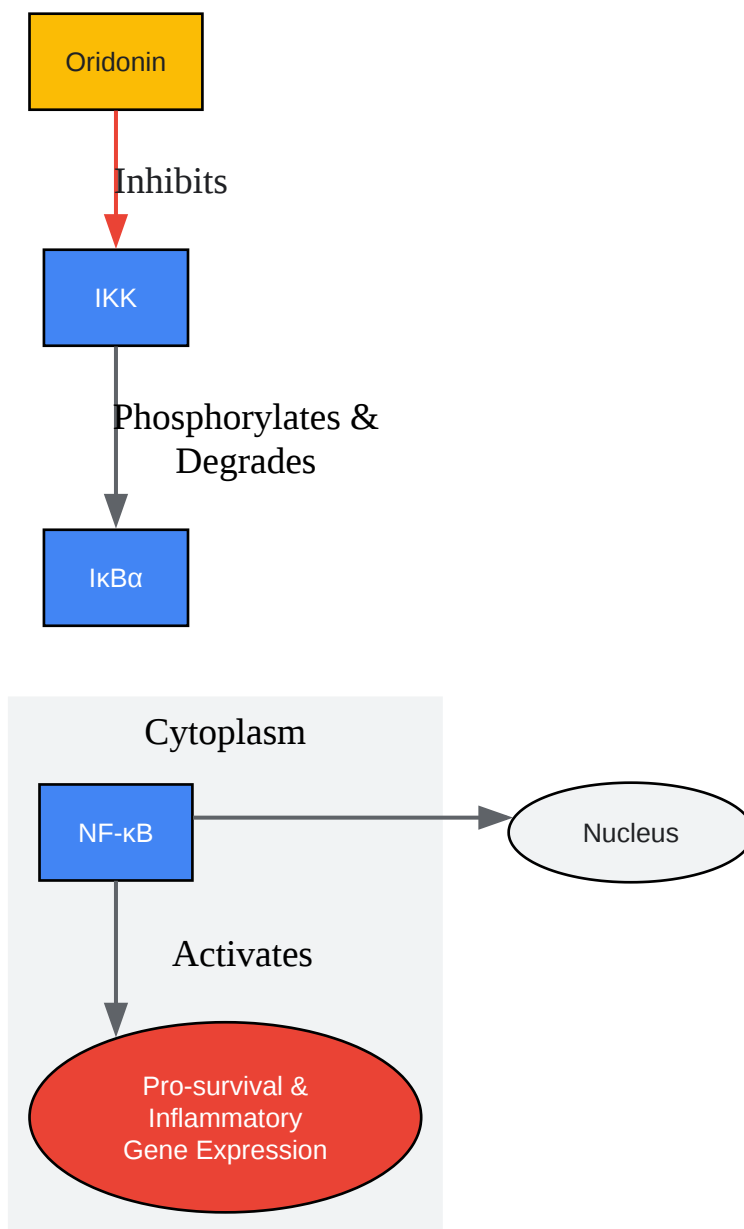 Oridonin
Inhibits
IKK
Phosphorylates &
Degrades
IκBα
Cytoplasm
NF-κB
Nucleus
Activates
Pro-survival &
Inflammatory
Gene Expression